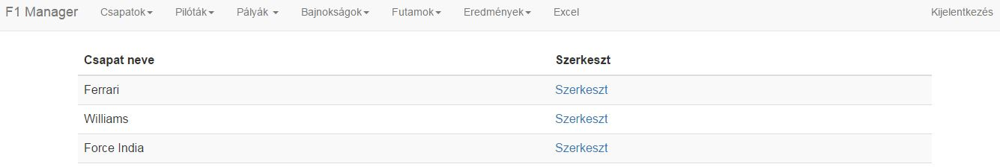 F1 Manager Csapatok Pilóták Pályák Bajnokságok Futamok Eredmények Excel Kijelentkezés
Csapat neve Szerkeszt
Ferrari Szerkeszt
Williams Szerkeszt
Force India Szerkeszt